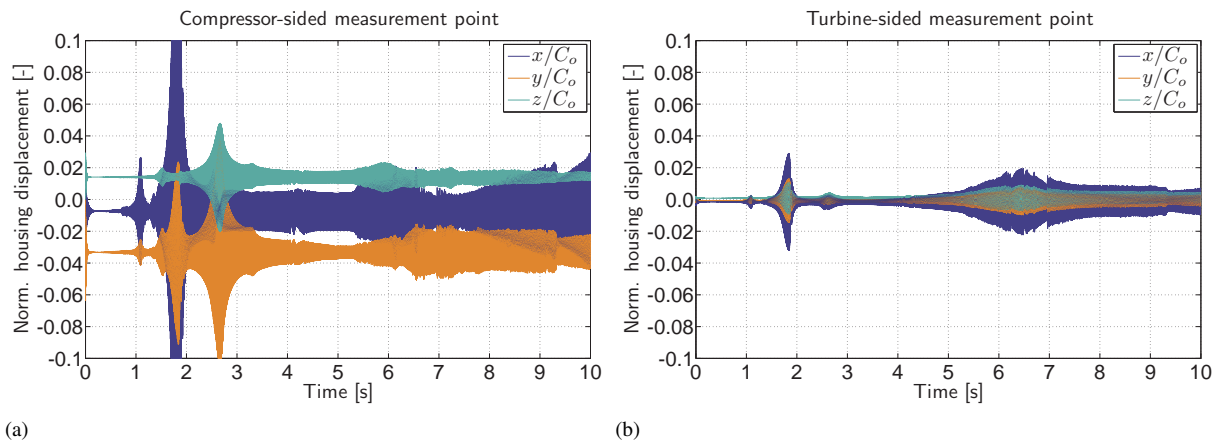 Compressor-sided measurement point
Norm. housing displacement [-]
0.1
0.08
0.06
0.04
0.02
0.0
-0.02
-0.04
-0.06
-0.08
-0.1
x/C_o
y/C_o
z/C_o
0 1 2 3 4 5 6 7 8 9 10
Time [s]
(a)
Turbine-sided measurement point
Norm. housing displacement [-]
0.1
0.08
0.06
0.04
0.02
0.0
-0.02
-0.04
-0.06
-0.08
-0.1
x/C_o
y/C_o
z/C_o
0 1 2 3 4 5 6 7 8 9 10
Time [s]
(b)